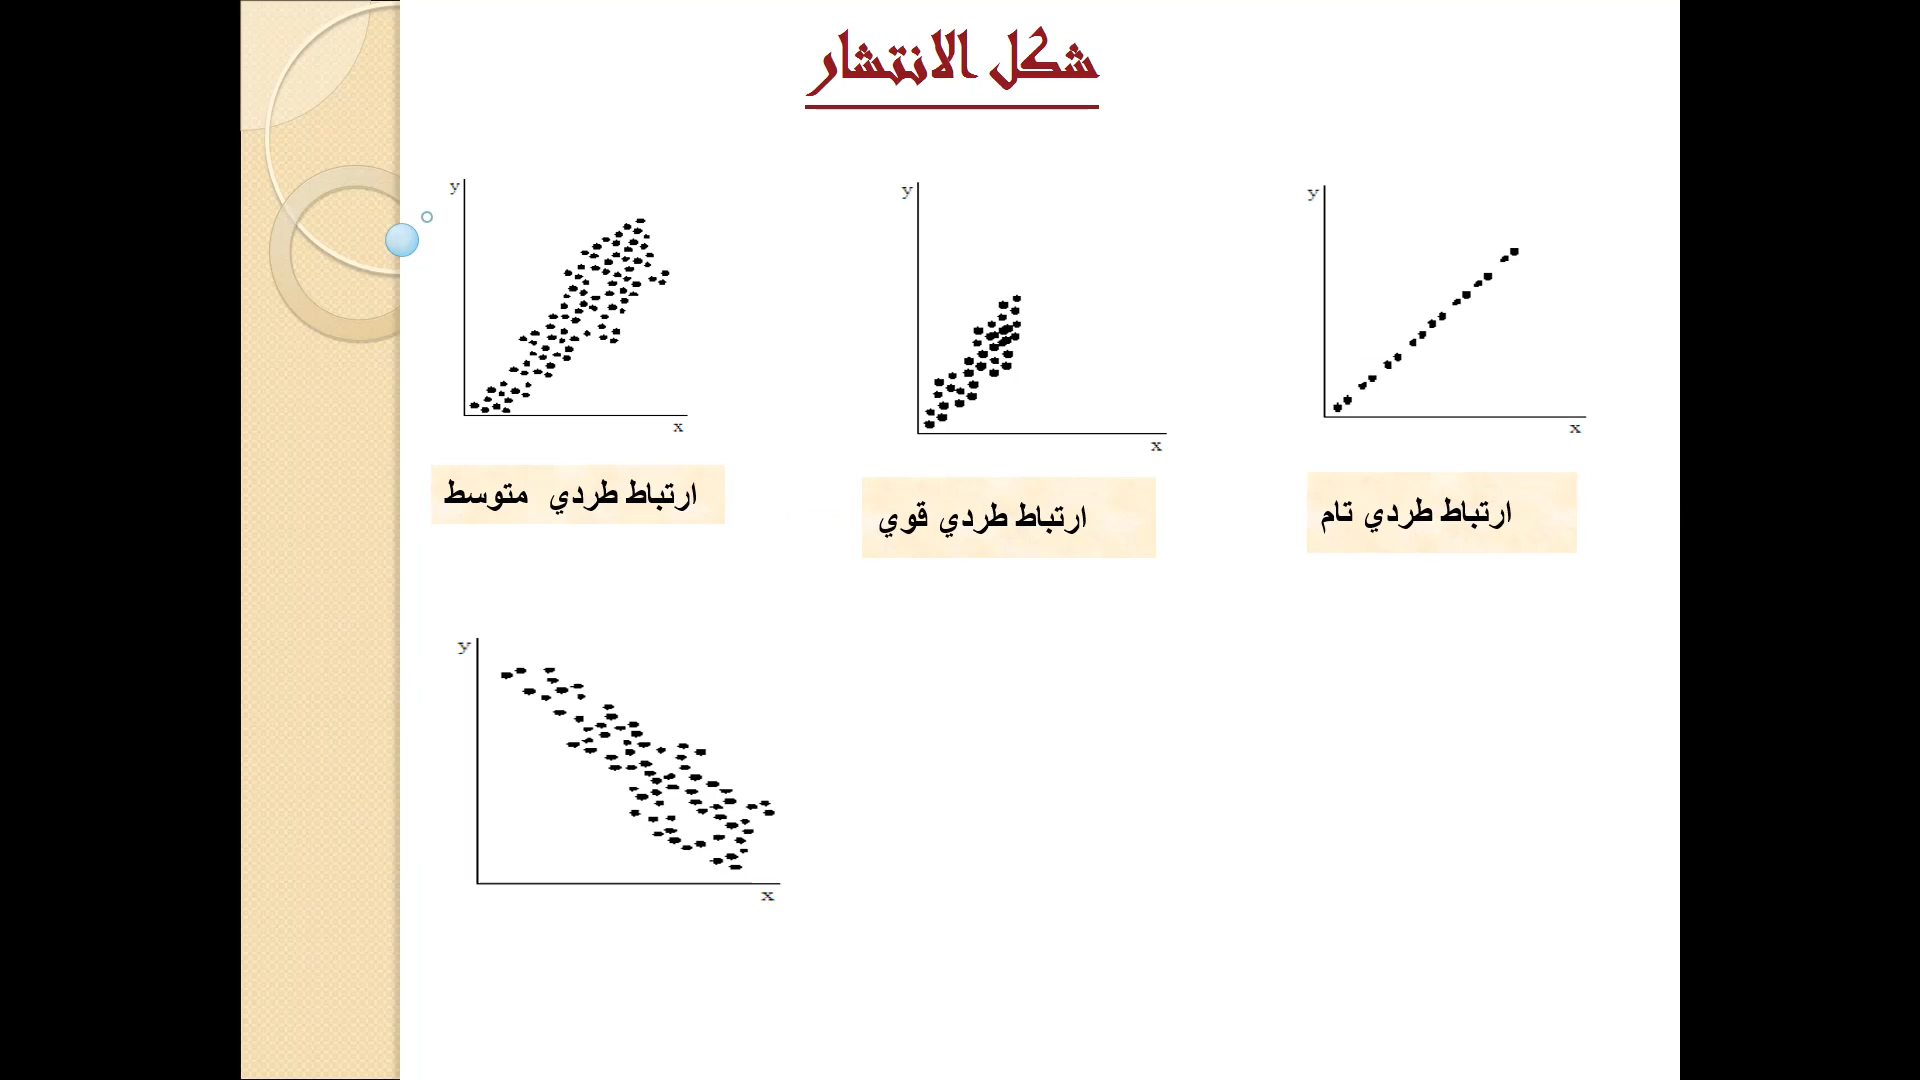 شكل الانتشار
y
x
ارتباط طردي تام
y
x
ارتباط طردي قوي
y
x
ارتباط طردي متوسط
y
x